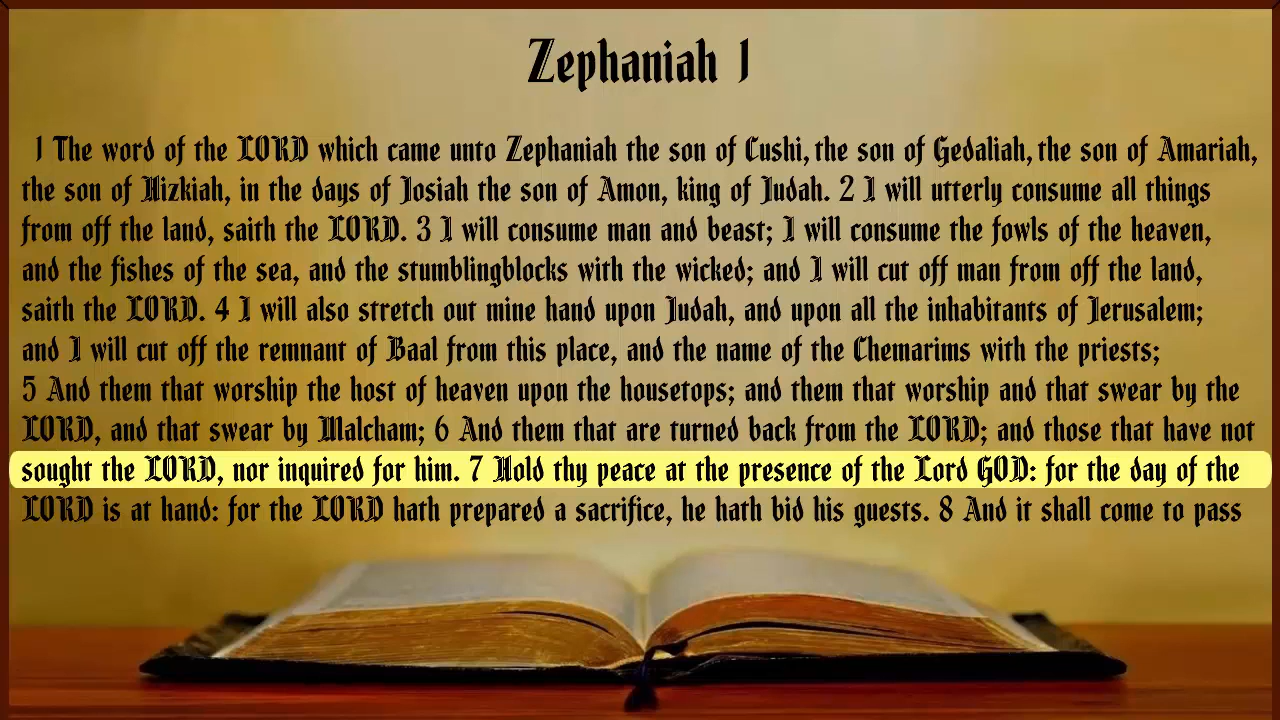 Zephaniah 1
1 The word of the LORD which came unto Zephaniah the son of Cushi, the son of Gedaliah, the son of Amariah,
the son of Hizkiah, in the days of Josiah the son of Amon, king of Judah. 2 I will utterly consume all things
from off the land, saith the LORD. 3 I will consume man and beast; I will consume the fowls of the heaven,
and the fishes of the sea, and the stumblingblocks with the wicked; and I will cut off man from off the land,
saith the LORD. 4 I will also stretch out mine hand upon Judah, and upon all the inhabitants of Jerusalem;
and I will cut off the remnant of Baal from this place, and the name of the Chemarims with the priests;
5 And them that worship the host of heaven upon the housetops; and them that worship and that swear by the
LORD, and that swear by Malcham; 6 And them that are turned back from the LORD; and those that have not
sought the LORD, nor inquired for him. 7 Hold thy peace at the presence of the Lord GOD: for the day of the
LORD is at hand: for the LORD hath prepared a sacrifice, he hath bid his guests. 8 And it shall come to pass